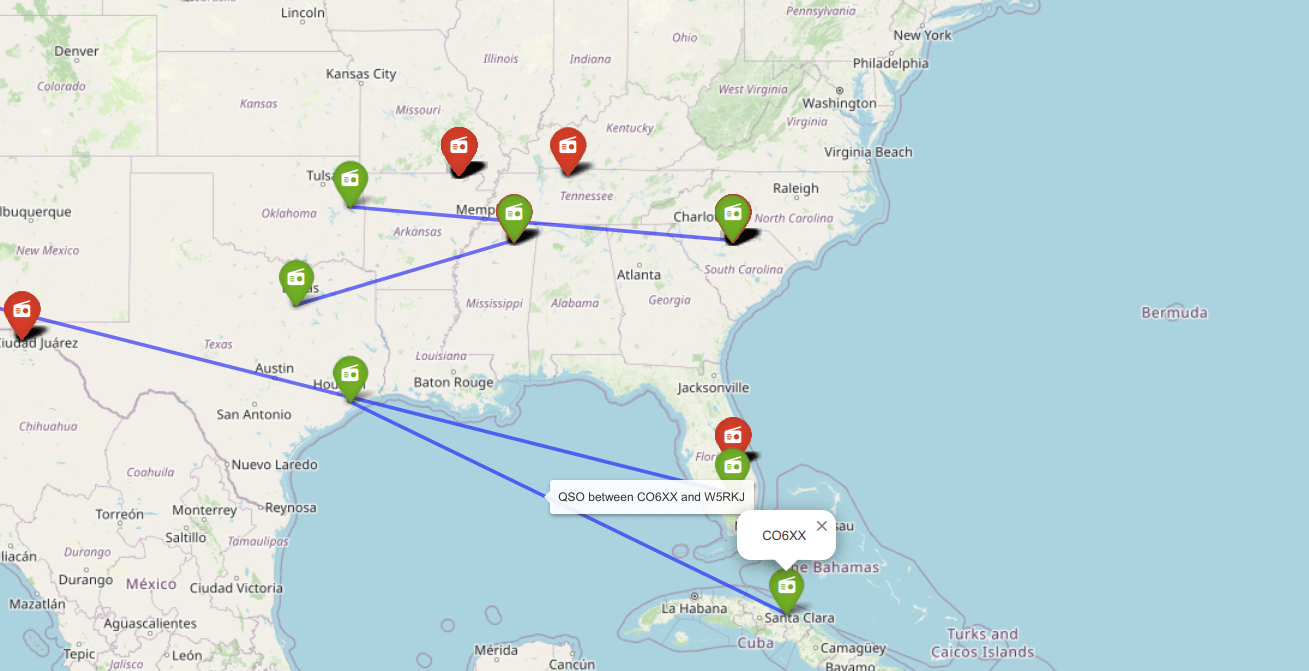 Lincoln
Pennsylvania
New York
Denver
Ohio
Illinois
Indiana
Philadelphia
Kansas City
Colorado
West Virginia
Washington
Kansas
Missouri
Virginia
Kentucky
Virginia Beach
Tulsa
Raleigh
Tennessee
lbuquerque
Oklahoma
Memp
Charlo
North Carolina
Arkansas
New Mexico
South Carolina
Atlanta
as
Mississippi
Alabama
Georgia
Bermuda
Ciudad Juárez
Texas
Louisiana
Austin
Hou
n
Baton Rouge
Jacksonville
San Antonio
Chihuahua
Flori
Nuevo Laredo
Coahuila
QSO between CO6XX and W5RKJ
Torreón
Monterrey
Reynosa
sau
Saltillo
Tamaulipas
CO6XX
liacán
Durango
he Bahamas
Durango
México
Ciudad Victoria
Mazatlán
La Habana
Santa Clara
Aguascalientes
Turks and
Caicos Islands
Cuba
Camagüey
Tepic
León
Mérida
Jalisco
Cancún
Bayamo